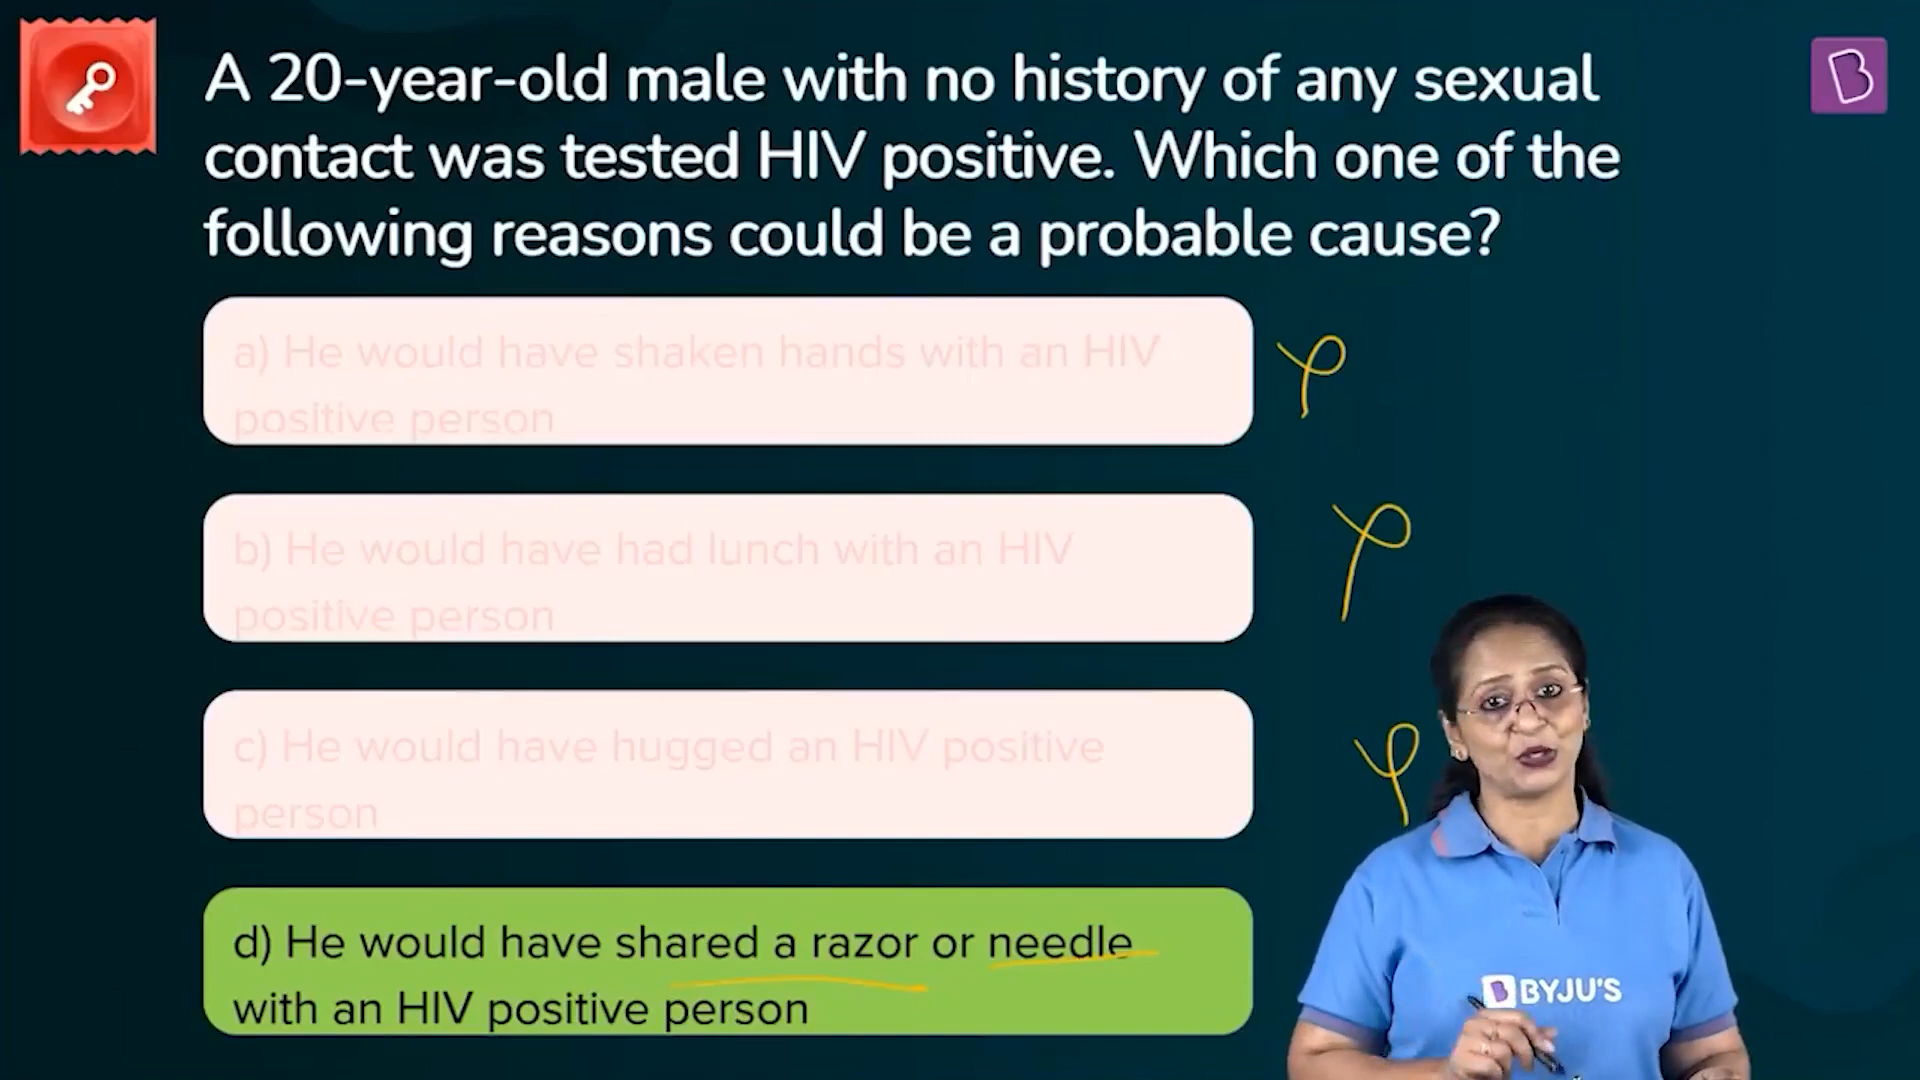 A 20-year-old male with no history of any sexual
contact was tested HIV positive. Which one of the
following reasons could be a probable cause?
a) He would have shaken hands with an HIV
positive person
b) He would have had lunch with an HIV
positive person
c) He would have hugged an HIV positive
person
d) He would have shared a razor or needle
with an HIV positive person
BYJU'S